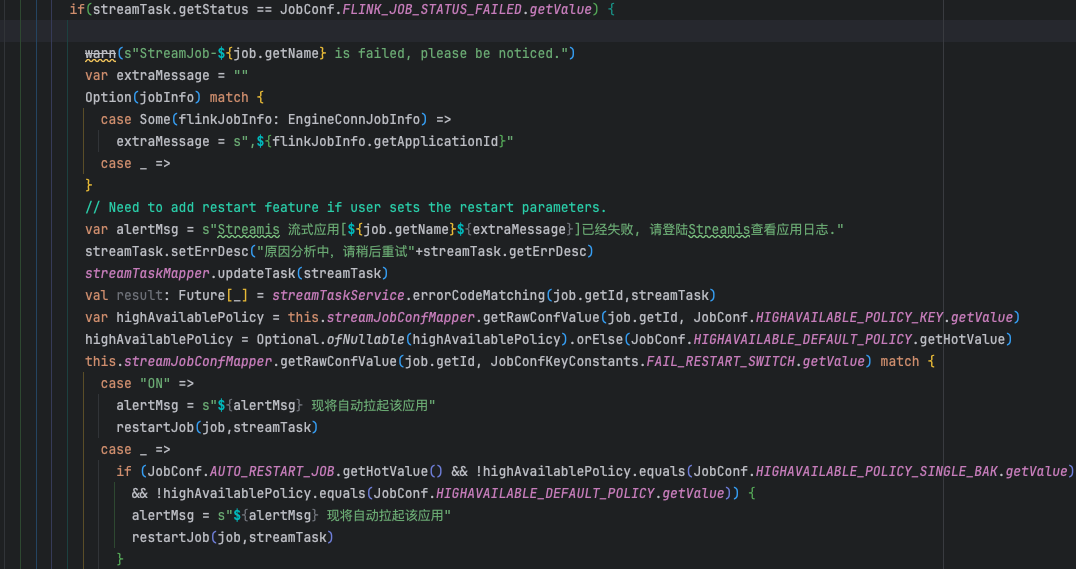 if(streamTask.getStatus == JobConf.FLINK_JOB_STATUS_FAILED.getValue) {
warn(s"StreamJob-${job.getName} is failed, please be noticed.")
var extraMessage = ""
Option(jobInfo) match {
case Some(flinkJobInfo: EngineConnJobInfo) =>
extraMessage = s",${flinkJobInfo.getApplicationId}"
case _ =>
}
// Need to add restart feature if user sets the restart parameters.
var alertMsg = s"Streamis 流式应用[${job.getName}${extraMessage}]已经失败, 请登陆Streamis查看应用日志."
streamTask.setErrDesc("原因分析中，请稍后重试"+streamTask.getErrDesc)
streamTaskMapper.updateTask(streamTask)
val result: Future[_] = streamTaskService.errorCodeMatching(job.getId,streamTask)
var highAvailablePolicy = this.streamJobConfMapper.getRawConfValue(job.getId, JobConf.HIGHAVAILABLE_POLICY_KEY.getValue)
highAvailablePolicy = Optional.ofNullable(highAvailablePolicy).orElse(JobConf.HIGHAVAILABLE_DEFAULT_POLICY.getHotValue)
this.streamJobConfMapper.getRawConfValue(job.getId, JobConfKeyConstants.FAIL_RESTART_SWITCH.getValue) match {
case "ON" =>
alertMsg = s"${alertMsg} 现将自动拉起该应用"
restartJob(job,streamTask)
case _ =>
if (JobConf.AUTO_RESTART_JOB.getHotValue() && !highAvailablePolicy.equals(JobConf.HIGHAVAILABLE_POLICY_SINGLE_BAK.getValue)
&& !highAvailablePolicy.equals(JobConf.HIGHAVAILABLE_DEFAULT_POLICY.getValue)) {
alertMsg = s"${alertMsg} 现将自动拉起该应用"
restartJob(job,streamTask)
}